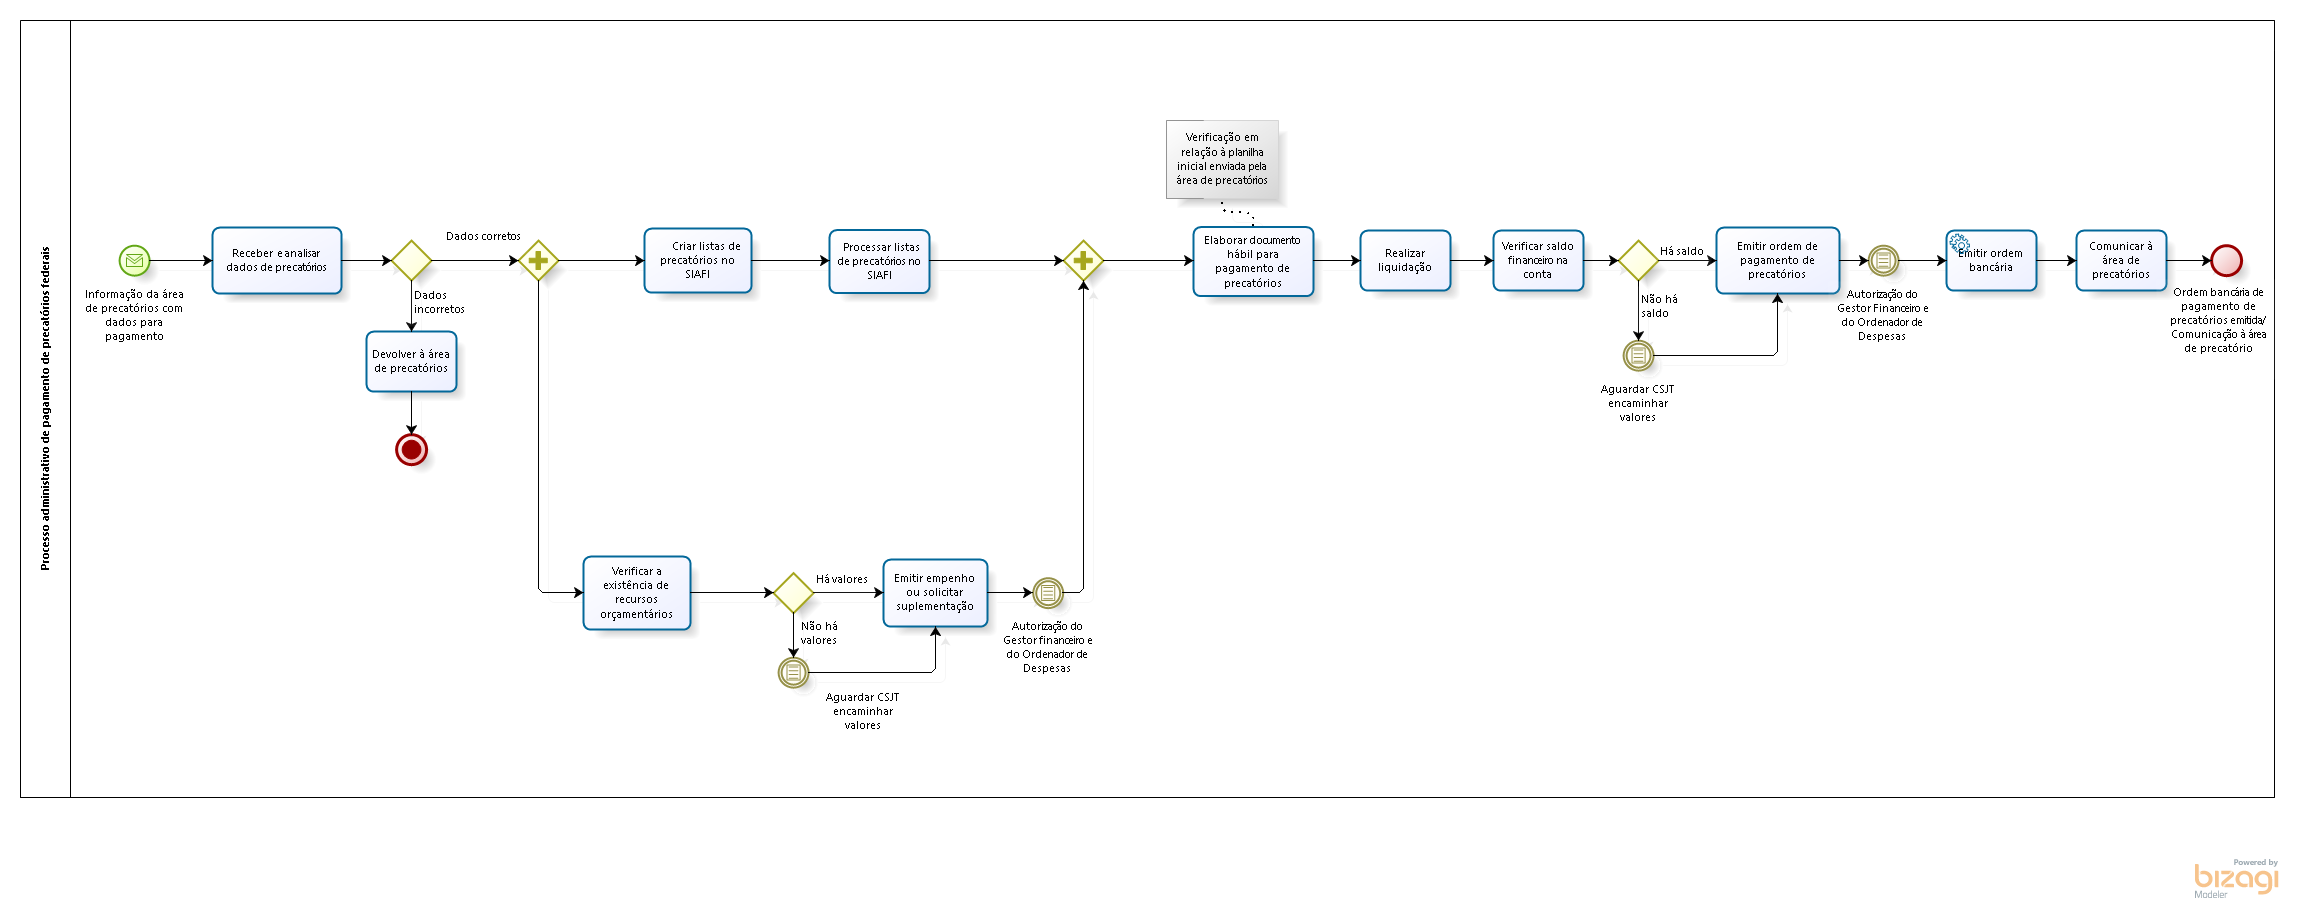 Processo administrativo de pagamento de precatórios federais
Informação da área
de precatórios com
dados para
pagamento
Receber e analisar
dados de precatórios
Dados corretos
Dados
incorretos
Devolver à área
de precatórios
Criar listas de
precatórios no
SIAFI
Processar listas
de precatórios no
SIAFI
Verificar a
existência de
recursos
orçamentários
Há valores
Não há
valores
Aguardar CSJT
encaminhar
valores
Emitir empenho
ou solicitar
suplementação
Autorização do
Gestor financeiro e
do Ordenador de
Despesas
Verificação em
relação à planilha
inicial enviada pela
área de precatórios
Elaborar documento
hábil para
pagamento de
precatórios
Realizar
liquidação
Verificar saldo
financeiro na
conta
Há saldo
Não há
saldo
Aguardar CSJT
encaminhar
valores
Emitir ordem de
pagamento de
precatórios
Autorização do
Gestor Financeiro e
do Ordenador de
Despesas
Emitir ordem
bancária
Comunicar à
área de
precatórios
Ordem bancária de
pagamento de
precatórios emitida/
Comunicação à área
de precatório
Powered by
bizagi
Modeler